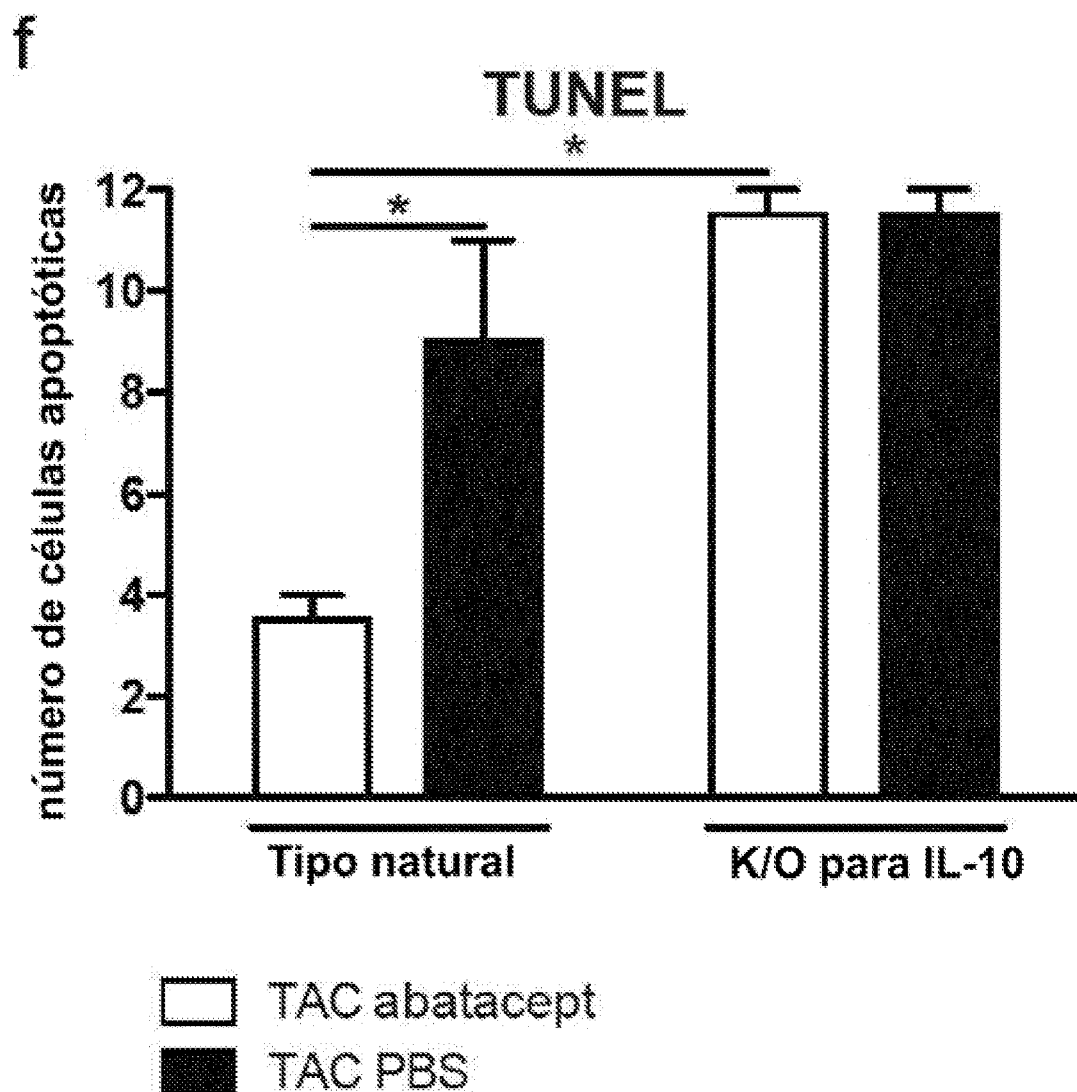 f
TUNEL
*
*
número de células apoptóticas
12
10
8
6
4
2
0
Tipo natural
K/O para IL-10
TAC abatacept
TAC PBS